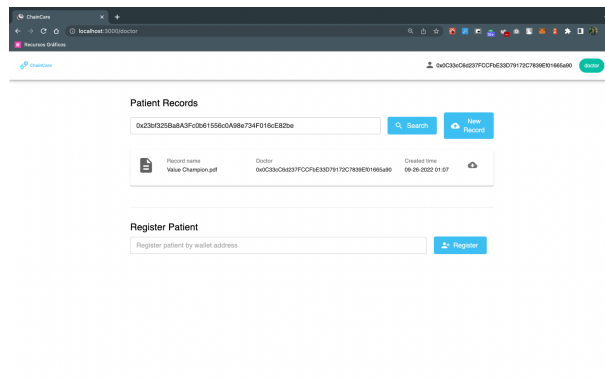 ChainCare
localhost:3000/doctor
Recursos Gráficos
ChainCare
0x0C33cC6d237FCCFbE33D79172C7839Ef01665a90
doctor
Patient Records
0x23bf325Ba8A3Fc0b61556c0A98e734F016cE82be
Search
New
Record
Record name
Doctor
Created time
Value Champion.pdf
0x0C33cC6d237FCCFbE33D79172C7839Ef01665a90
09-26-2022 01:07
Register Patient
Register patient by wallet address
Register